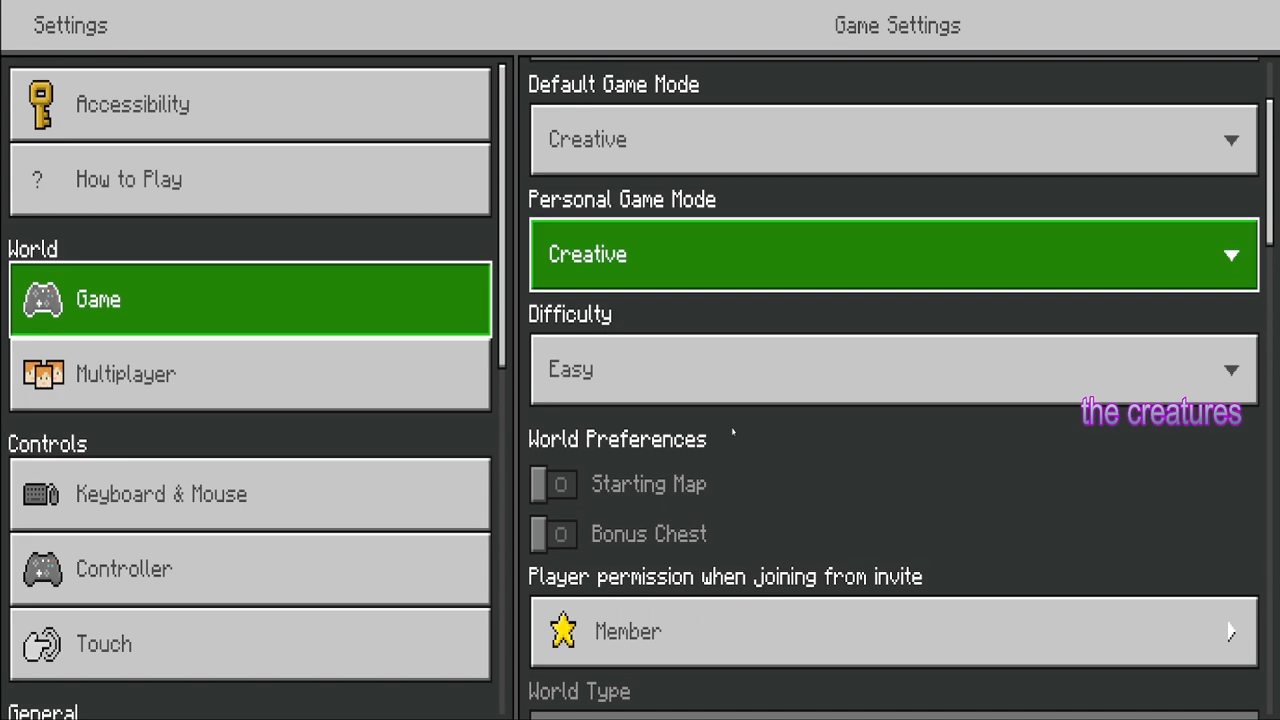 Settings
Game Settings
Accessibility
?
How to Play
World
Game
Multiplayer
Controls
Keyboard & Mouse
Controller
Touch
General
Default Game Mode
Creative
Personal Game Mode
Creative
Difficulty
Easy
the creatures
World Preferences
Starting Map
Bonus Chest
Player permission when joining from invite
Member
World Type